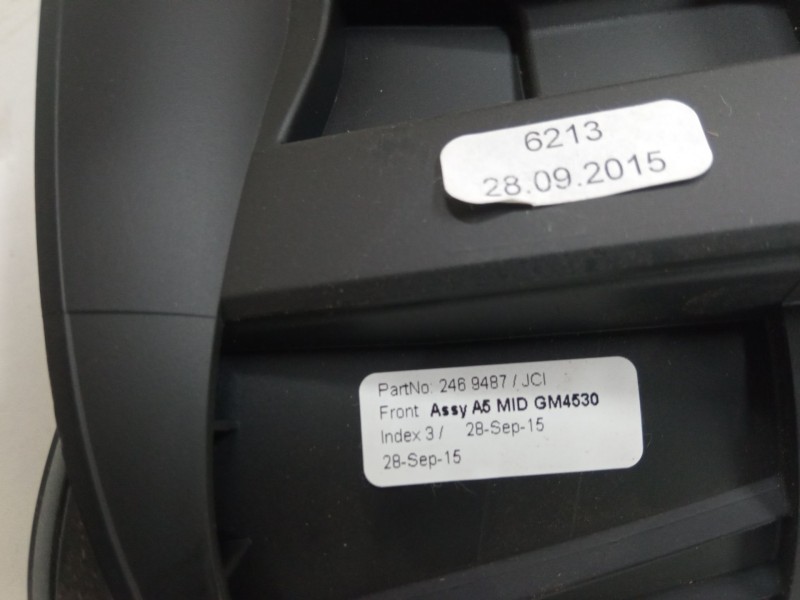 6213
28.09.2015
PartNo: 246 9487 / JCI
Front Assy A5 MID GM4530
Index 3 / 28-Sep-15
28-Sep-15